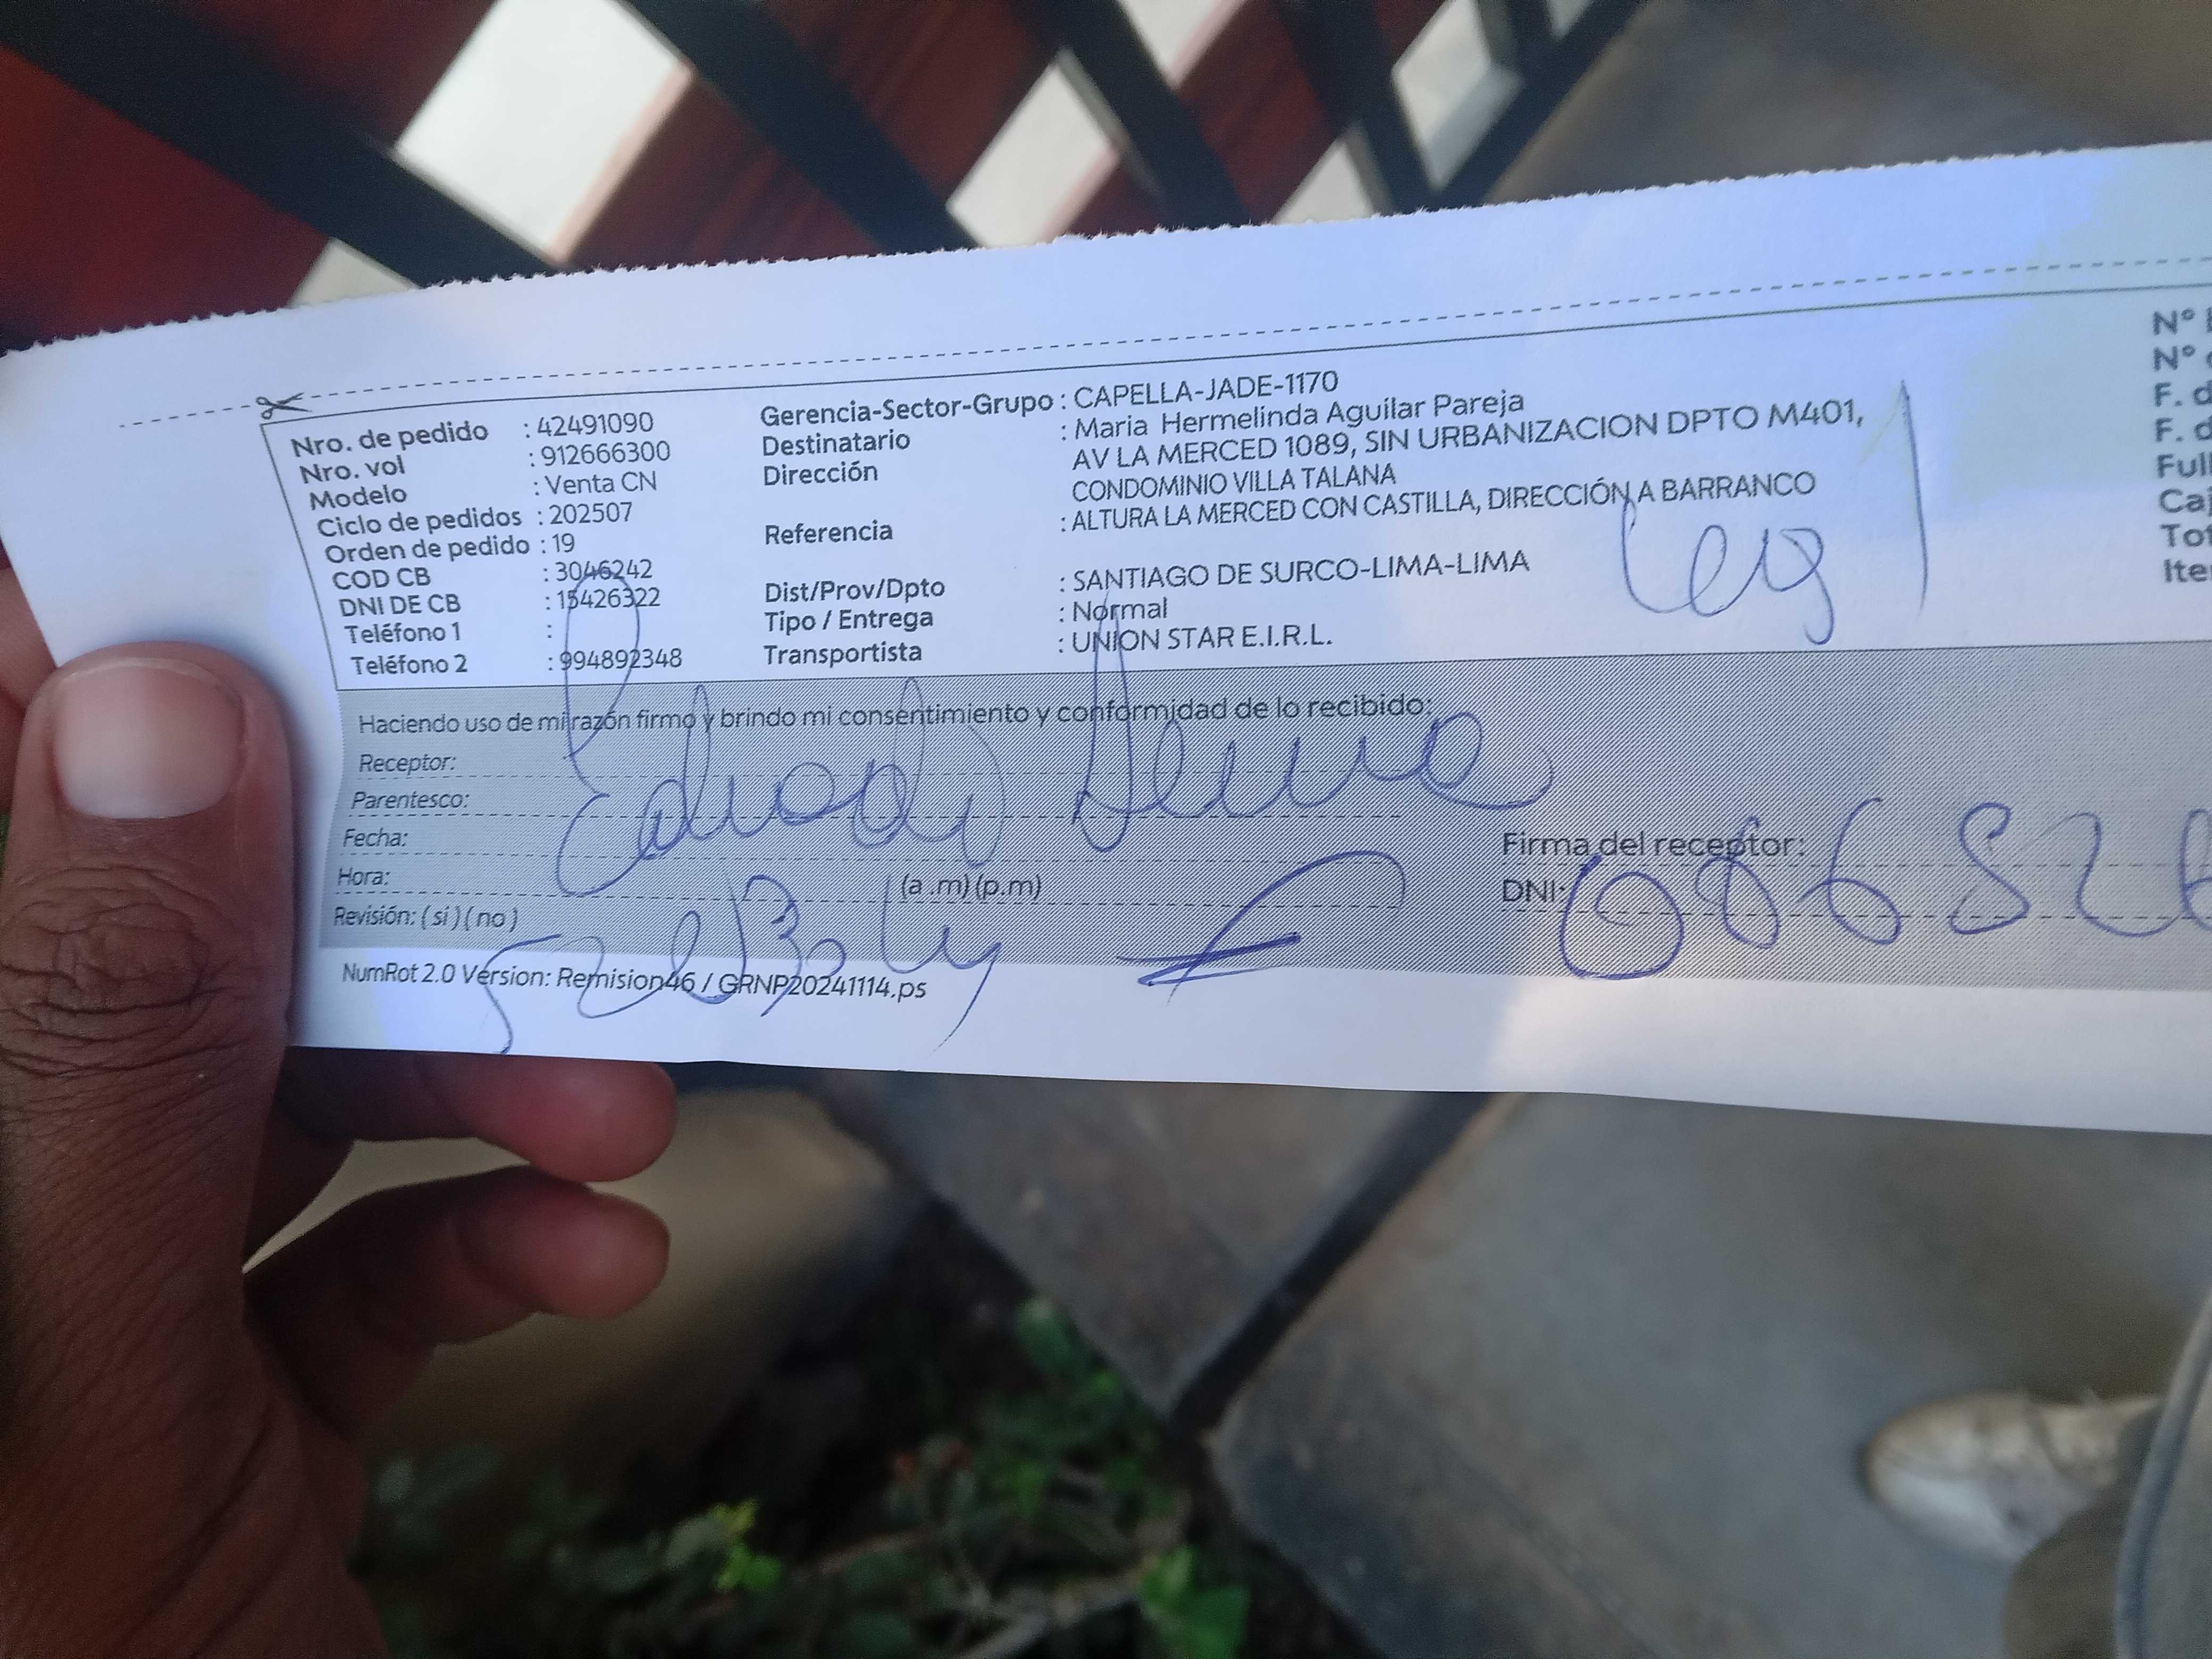 Nro. de pedido : 42491090
Nro. vol : 912666300
Modelo : Venta CN
Ciclo de pedidos : 202507
Orden de pedido : 19
COD CB : 3046242
DNI DE CB : 15426322
Teléfono 1 :
Teléfono 2 : 994892348
Gerencia-Sector-Grupo : CAPELLA-JADE-1170
Destinatario : Maria Hermelinda Aguilar Pareja
Dirección AV LA MERCED 1089, SIN URBANIZACION DPTO M401,
CONDOMINIO VILLA TALANA
Referencia : ALTURA LA MERCED CON CASTILLA, DIRECCIÓN A BARRANCO
Dist/Prov/Dpto : SANTIAGO DE SURCO-LIMA-LIMA
Tipo / Entrega : Normal
Transportista : UNION STAR E.I.R.L.
N°
N°
F. d
F. d
Full
Caj
Tot
Ite
Haciendo uso de mi razón firmo y brindo mi consentimiento y conformidad de lo recibido:
Receptor:
Parentesco:
Fecha:
Hora: (a .m) (p.m)
Revisión: ( si ) ( no )
Firma del receptor:
DNI:
NumRot 2.0 Version: Remision46 / GRNP20241114.ps